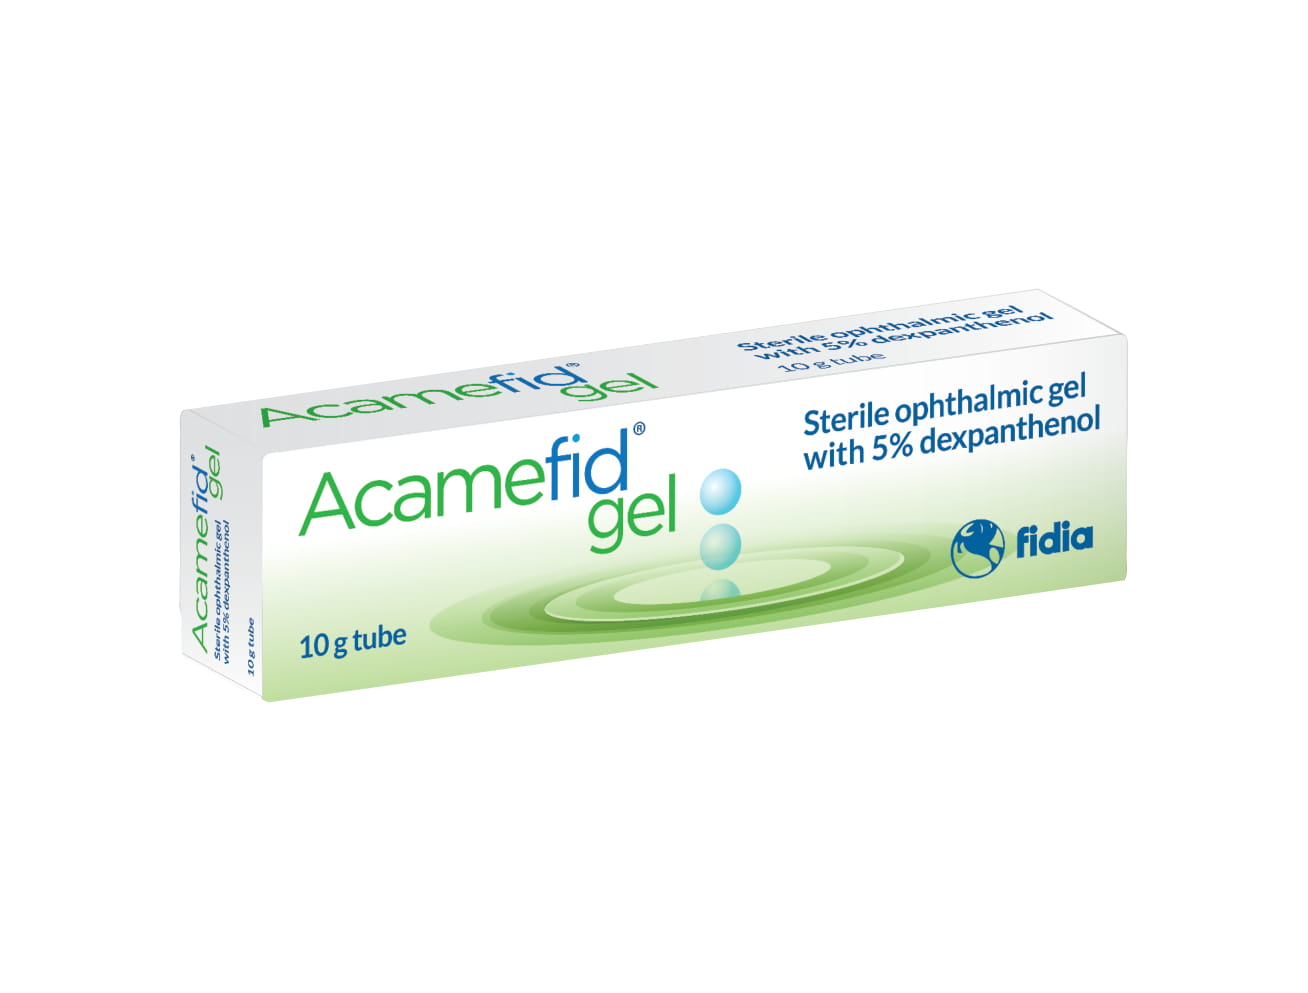 Acamefid®
gel
Sterile ophthalmic gel
with 5% dexpanthenol
10 g tube
Acamefid®
gel
Sterile ophthalmic gel
with 5% dexpanthenol
10 g tube
Acamefid®
gel
Sterile ophthalmic gel
with 5% dexpanthenol
fidia
10 g tube